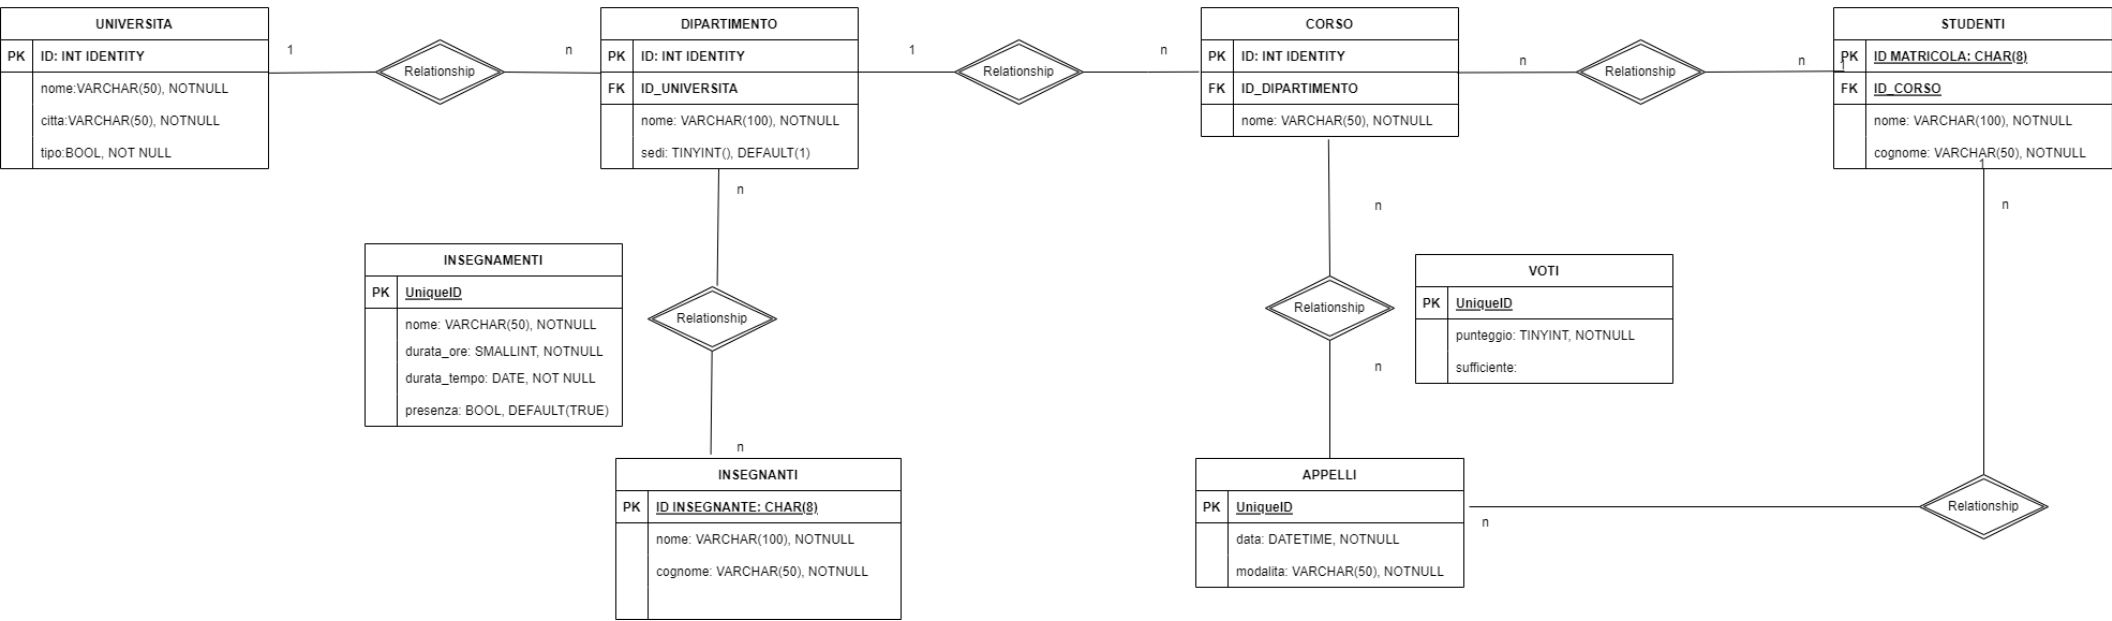 UNIVERSITA
PK ID: INT IDENTITY
nome:VARCHAR(50), NOTNULL
citta:VARCHAR(50), NOTNULL
tipo:BOOL, NOT NULL
1
Relationship
n
DIPARTIMENTO
PK ID: INT IDENTITY
FK ID_UNIVERSITA
nome: VARCHAR(100), NOTNULL
sedi: TINYINT(), DEFAULT(1)
1
Relationship
n
CORSO
PK ID: INT IDENTITY
FK ID_DIPARTIMENTO
nome: VARCHAR(50), NOTNULL
n
Relationship
n
1
STUDENTI
PK ID MATRICOLA: CHAR(8)
FK ID_CORSO
nome: VARCHAR(100), NOTNULL
cognome: VARCHAR(50), NOTNULL
1
n
n
n
INSEGNAMENTI
PK UniqueID
nome: VARCHAR(50), NOTNULL
durata_ore: SMALLINT, NOTNULL
durata_tempo: DATE, NOT NULL
presenza: BOOL, DEFAULT(TRUE)
Relationship
n
INSEGNANTI
PK ID INSEGNANTE: CHAR(8)
nome: VARCHAR(100), NOTNULL
cognome: VARCHAR(50), NOTNULL
Relationship
n
VOTI
PK UniqueID
punteggio: TINYINT, NOTNULL
sufficiente:
APPELLI
PK UniqueID
data: DATETIME, NOTNULL
modalita: VARCHAR(50), NOTNULL
n
Relationship